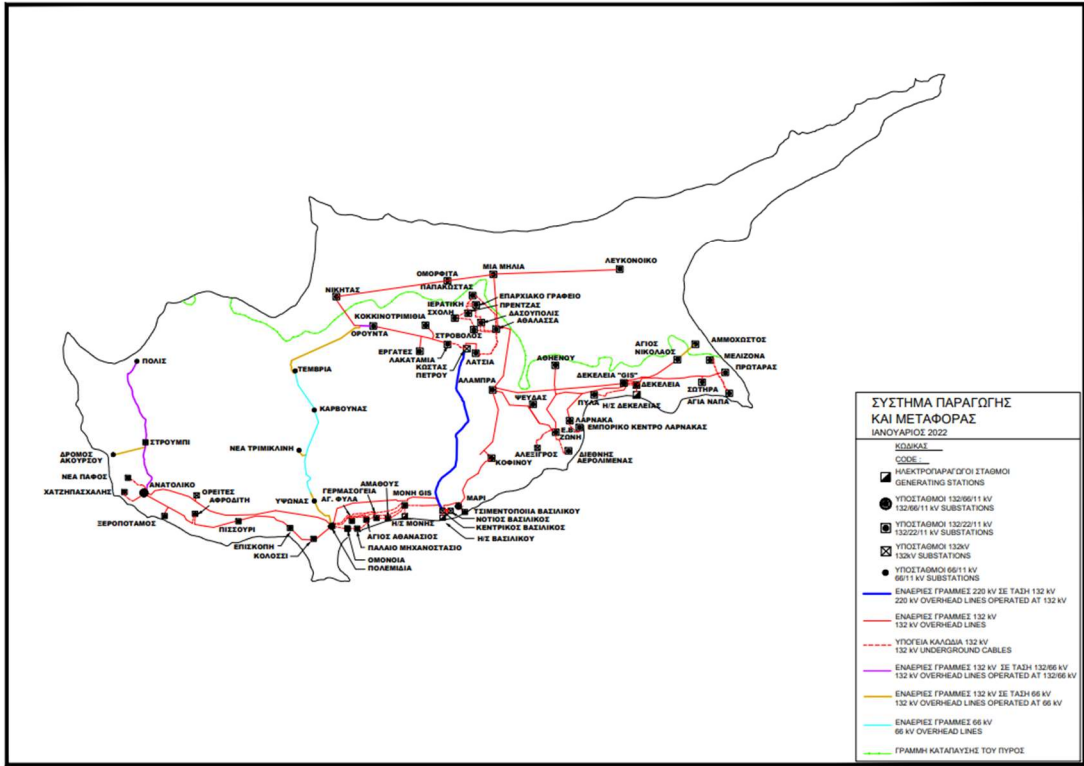 ΛΕΥΚΟΝΟΙΚΟ
ΜΙΑ ΜΗΛΙΑ
ΟΜΟΡΦΙΤΑ
ΠΑΠΑΚΩΣΤΑΣ
ΝΙΚΗΤΑΣ
ΕΠΑΡΧΙΑΚΟ ΓΡΑΦΕΙΟ
ΙΕΡΑΤΙΚΗ
ΣΧΟΛΗ
ΠΡΕΝΤΖΑΣ
ΔΑΣΟΥΠΟΛΙΣ
ΑΘΑΛΑΣΣΑ
ΚΟΚΚΙΝΟΤΡΙΜΙΘΙΑ
ΟΡΟΥΝΤΑ
ΣΤΡΟΒΟΛΟΣ
ΕΡΓΑΤΕΣ
ΛΑΚΑΤΑΜΙΑ
ΚΩΣΤΑΣ
ΠΕΤΡΟΥ
ΛΑΤΣΙΑ
ΑΘΗΕΝΟΥ
ΑΓΙΟΣ
ΝΙΚΟΛΑΟΣ
ΑΜΜΟΧΩΣΤΟΣ
ΜΕΛΙΖΟΝΑ
ΠΡΩΤΑΡΑΣ
ΠΟΛΙΣ
ΤΕΜΒΡΙΑ
ΑΛΑΜΠΡΑ
ΔΕΚΕΛΕΙΑ "GIS"
ΔΕΚΕΛΕΙΑ
ΣΩΤΗΡΑ
ΑΓΙΑ ΝΑΠΑ
ΠΥΛΑ
Η/Σ ΔΕΚΕΛΕΙΑΣ
ΨΕΥΔΑΣ
ΚΑΡΒΟΥΝΑΣ
ΛΑΡΝΑΚΑ
ΕΜΠΟΡΙΚΟ ΚΕΝΤΡΟ ΛΑΡΝΑΚΑΣ
Ε.Β.
ΖΩΝΗ
ΑΛΕΞΙΓΡΟΣ
ΔΙΕΘΝΗΣ
ΑΕΡΟΛΙΜΕΝΑΣ
ΚΟΦΙΝΟΥ
ΣΤΡΟΥΜΠΙ
ΔΡΟΜΟΣ
ΑΚΟΥΡΣΟΥ
ΝΕΑ ΤΡΙΜΙΚΛΙΝΗ
ΝΕΑ ΠΑΦΟΣ
ΧΑΤΖΗΠΑΣΧΑΛΗΣ
ΑΝΑΤΟΛΙΚΟ
ΟΡΕΙΤΕΣ
ΑΦΡΟΔΙΤΗ
ΞΕΡΟΠΟΤΑΜΟΣ
ΠΙΣΣΟΥΡΙ
ΕΠΙΣΚΟΠΗ
ΚΟΛΟΣΣΙ
ΥΨΩΝΑΣ
ΑΜΑΘΟΥΣ
ΓΕΡΜΑΣΟΓΕΙΑ
ΑΓ. ΦΥΛΑ
ΜΟΝΗ GIS
ΜΑΡΙ
Η/Σ ΜΟΝΗΣ
ΤΣΙΜΕΝΤΟΠΟΙΙΑ ΒΑΣΙΛΙΚΟΥ
ΝΟΤΙΟΣ ΒΑΣΙΛΙΚΟΣ
ΚΕΝΤΡΙΚΟΣ ΒΑΣΙΛΙΚΟΣ
Η/Σ ΒΑΣΙΛΙΚΟΥ
ΑΓΙΟΣ ΑΘΑΝΑΣΙΟΣ
ΠΑΛΑΙΟ ΜΗΧΑΝΟΣΤΑΣΙΟ
ΟΜΟΝΟΙΑ
ΠΟΛΕΜΙΔΙΑ
ΣΥΣΤΗΜΑ ΠΑΡΑΓΩΓΗΣ
ΚΑΙ ΜΕΤΑΦΟΡΑΣ
ΙΑΝΟΥΑΡΙΟΣ 2022
ΚΩΔΙΚΑΣ
CODE :
ΗΛΕΚΤΡΟΠΑΡΑΓΩΓΟΙ ΣΤΑΘΜΟΙ
GENERATING STATIONS
ΥΠΟΣΤΑΘΜΟΙ 132/66/11 kV
132/66/11 kV SUBSTATIONS
ΥΠΟΣΤΑΘΜΟΙ 132/22/11 kV
132/22/11 kV SUBSTATIONS
ΥΠΟΣΤΑΘΜΟΙ 132kV
132kV SUBSTATIONS
ΥΠΟΣΤΑΘΜΟΙ 66/11 kV
66/11 kV SUBSTATIONS
ΕΝΑΕΡΙΕΣ ΓΡΑΜΜΕΣ 220 kV ΣΕ ΤΑΣΗ 132 kV
220 kV OVERHEAD LINES OPERATED AT 132 kV
ΕΝΑΕΡΙΕΣ ΓΡΑΜΜΕΣ 132 kV
132 kV OVERHEAD LINES
ΥΠΟΓΕΙΑ ΚΑΛΩΔΙΑ 132 kV
132 kV UNDERGROUND CABLES
ΕΝΑΕΡΙΕΣ ΓΡΑΜΜΕΣ 132 kV ΣΕ ΤΑΣΗ 132/66 kV
132 kV OVERHEAD LINES OPERATED AT 132/66 kV
ΕΝΑΕΡΙΕΣ ΓΡΑΜΜΕΣ 132 kV ΣΕ ΤΑΣΗ 66 kV
132 kV OVERHEAD LINES OPERATED AT 66 kV
ΕΝΑΕΡΙΕΣ ΓΡΑΜΜΕΣ 66 kV
66 kV OVERHEAD LINES
ΓΡΑΜΜΗ ΚΑΤΑΠΑΥΣΗΣ ΤΟΥ ΠΥΡΟΣ